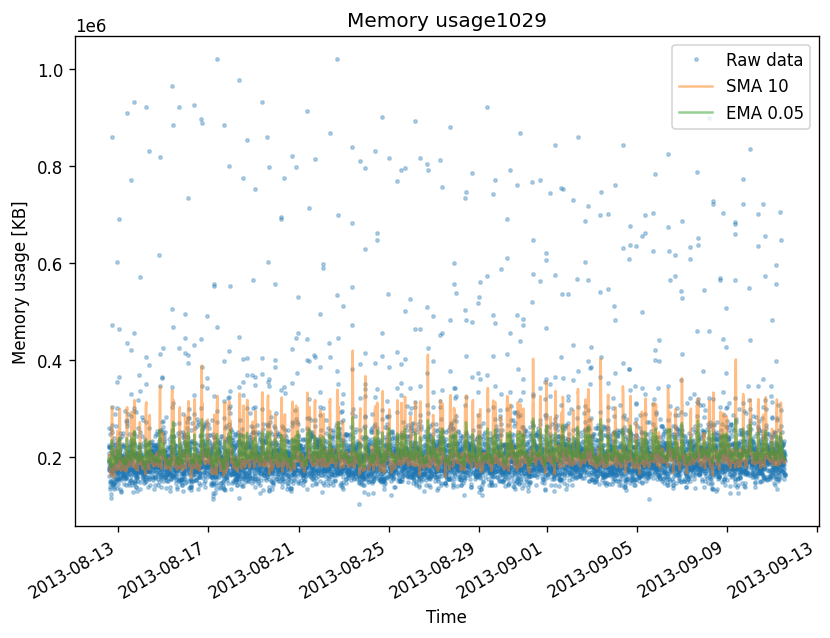 Memory usage1029
1e6
Raw data
SMA 10
EMA 0.05
1.0
0.8
0.6
0.4
0.2
Memory usage [KB]
2013-08-13
2013-08-17
2013-08-21
2013-08-25
2013-08-29
2013-09-01
2013-09-05
2013-09-09
2013-09-13
Time